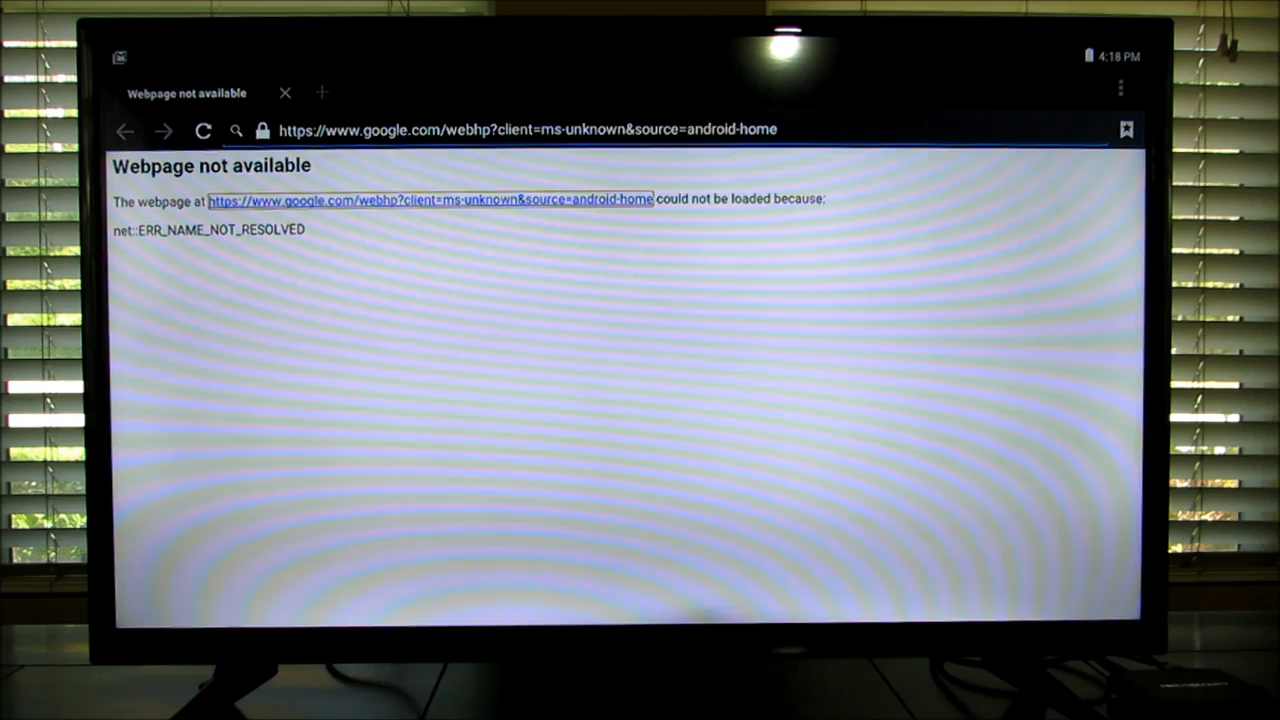 4:18 PM
Webpage not available
https://www.google.com/webhp?client=ms-unknown&source=android-home
Webpage not available
The webpage at https://www.google.com/webhp?client=ms-unknown&source=android-home could not be loaded because:
net::ERR_NAME_NOT_RESOLVED